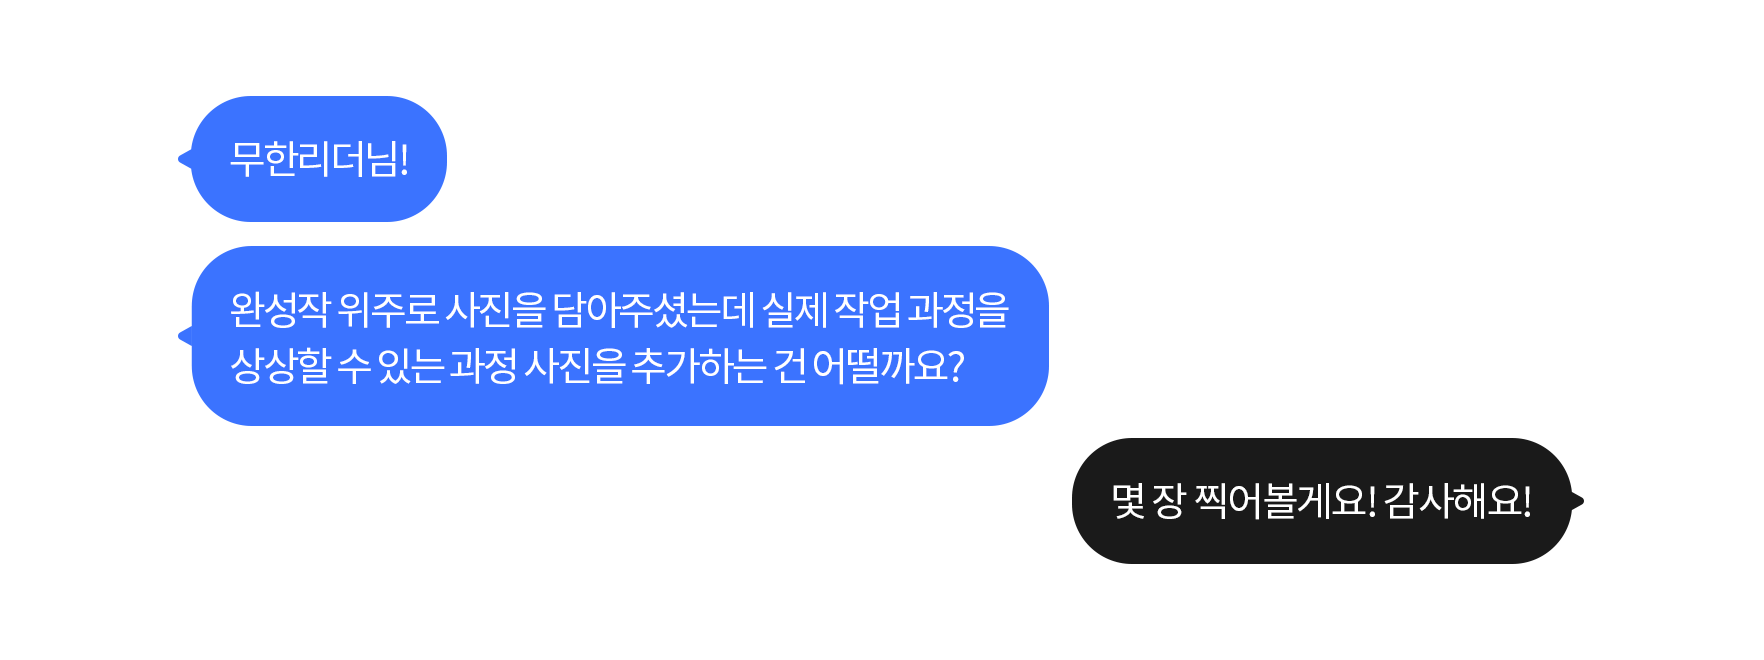 무한리더님!
완성작 위주로 사진을 담아주셨는데 실제 작업 과정을
상상할 수 있는 과정 사진을 추가하는 건 어떨까요?
몇 장 찍어볼게요! 감사해요!